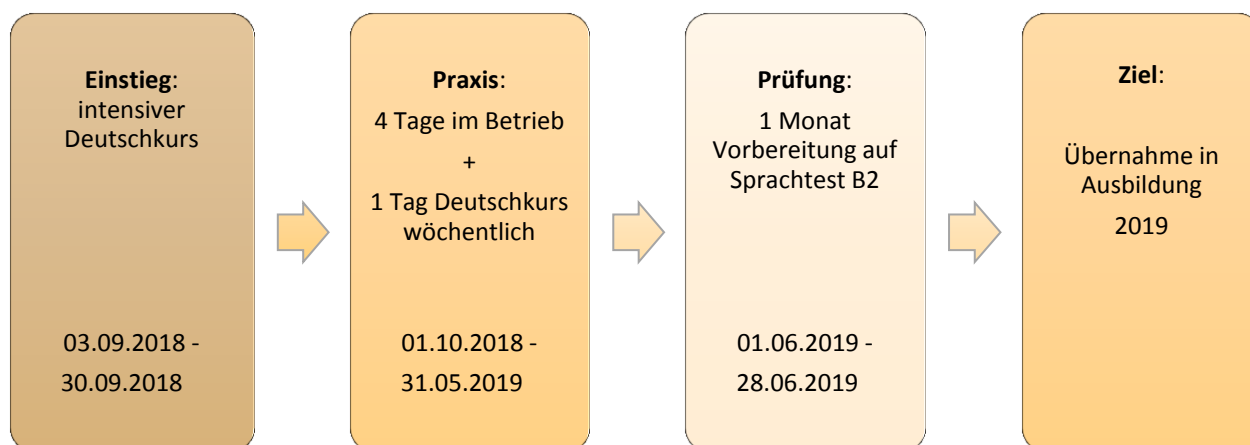 Einstieg:
intensiver
Deutschkurs
03.09.2018 -
30.09.2018
Praxis:
4 Tage im Betrieb
+
1 Tag Deutschkurs
wöchentlich
01.10.2018 -
31.05.2019
Prüfung:
1 Monat
Vorbereitung auf
Sprachtest B2
01.06.2019 -
28.06.2019
Ziel:
Übernahme in
Ausbildung
2019